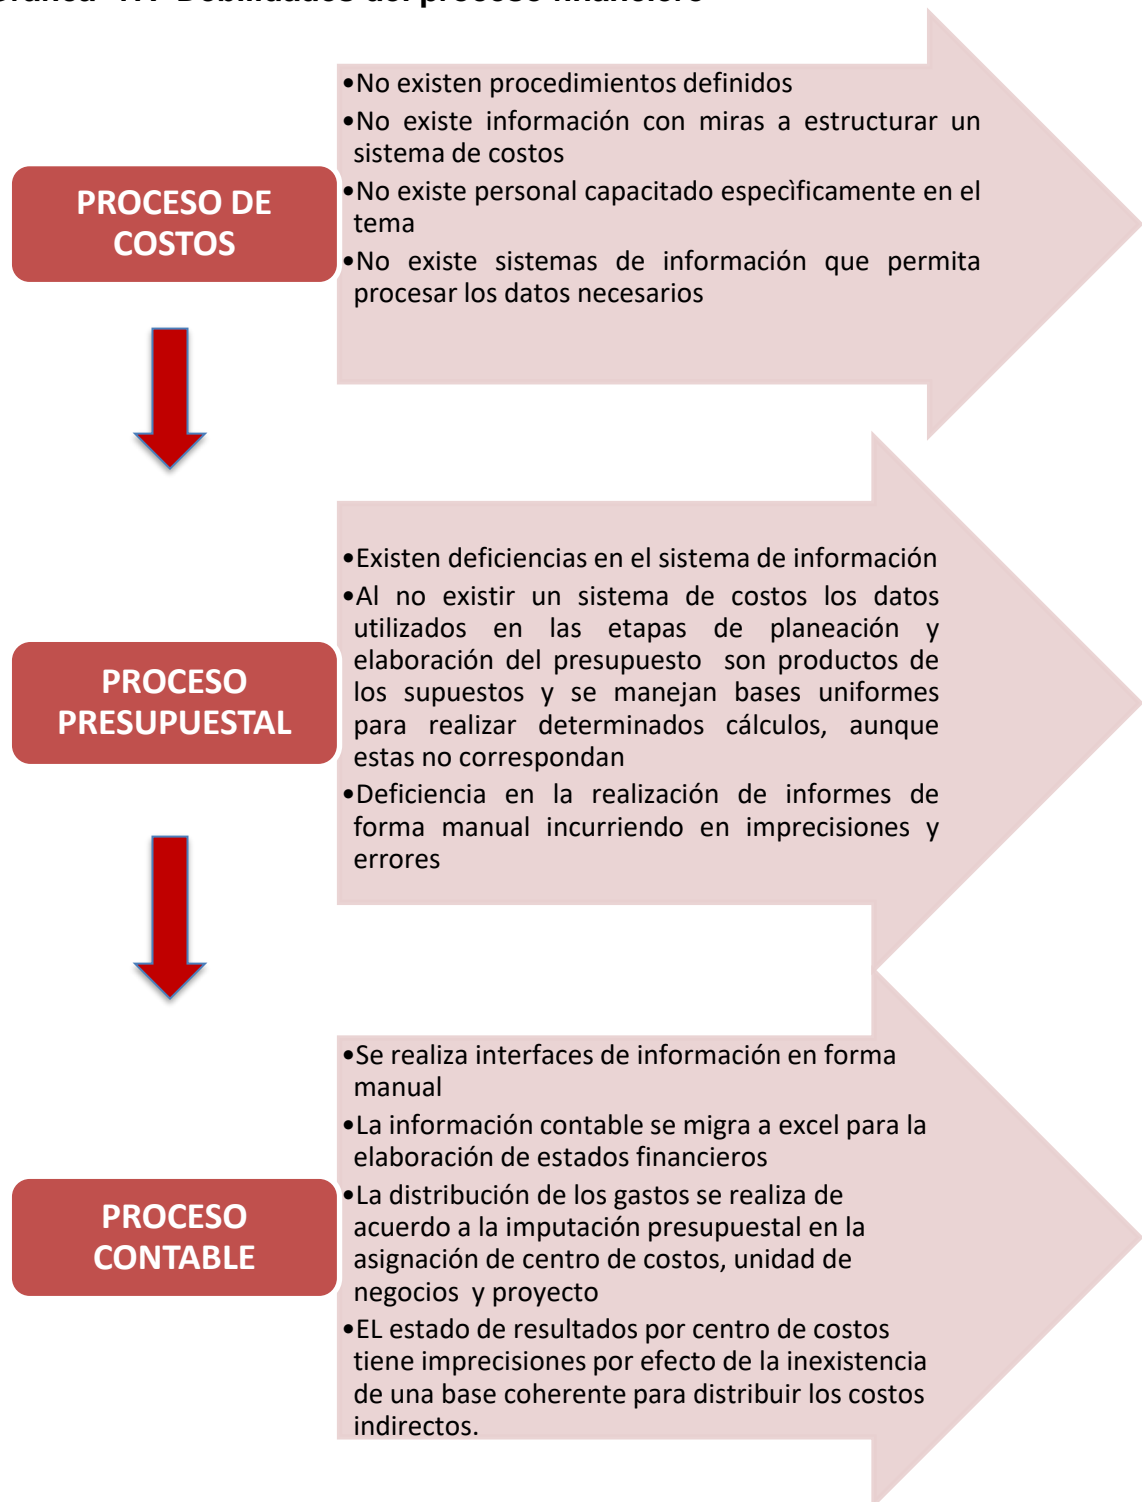 Debilidades del proceso financiero
•No existen procedimientos definidos
•No existe información con miras a estructurar un
sistema de costos
•No existe personal capacitado especìficamente en el
tema
•No existe sistemas de información que permita
procesar los datos necesarios
PROCESO DE
COSTOS
•Existen deficiencias en el sistema de información
•Al no existir un sistema de costos los datos
utilizados en las etapas de planeación y
elaboración del presupuesto son productos de
los supuestos y se manejan bases uniformes
para realizar determinados cálculos, aunque
estas no correspondan
•Deficiencia en la realización de informes de
forma manual incurriendo en imprecisiones y
errores
PROCESO
PRESUPUESTAL
•Se realiza interfaces de información en forma
manual
•La información contable se migra a excel para la
elaboración de estados financieros
•La distribución de los gastos se realiza de
acuerdo a la imputación presupuestal en la
asignación de centro de costos, unidad de
negocios y proyecto
•EL estado de resultados por centro de costos
tiene imprecisiones por efecto de la inexistencia
de una base coherente para distribuir los costos
indirectos.
PROCESO
CONTABLE